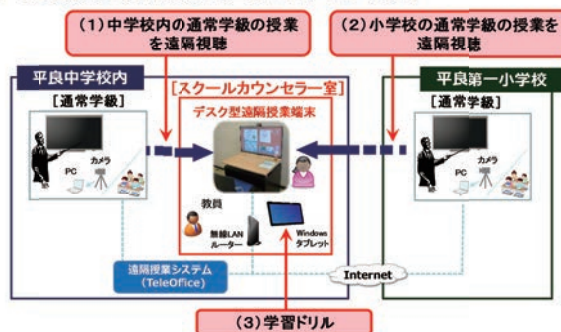 (1)中学校内の通常学級の授業
を遠隔視聴
(2)小学校の通常学級の授業を
遠隔視聴
平良中学校内
[スクールカウンセラー室]
平良第一小学校
[通常学級]
デスク型遠隔授業端末
[通常学級]
カメラ
PC
カメラ
PC
教員
無線LAN
ルーター
Windows
タブレット
遠隔授業システム
(TeleOfice)
Internet
(3)学習ドリル